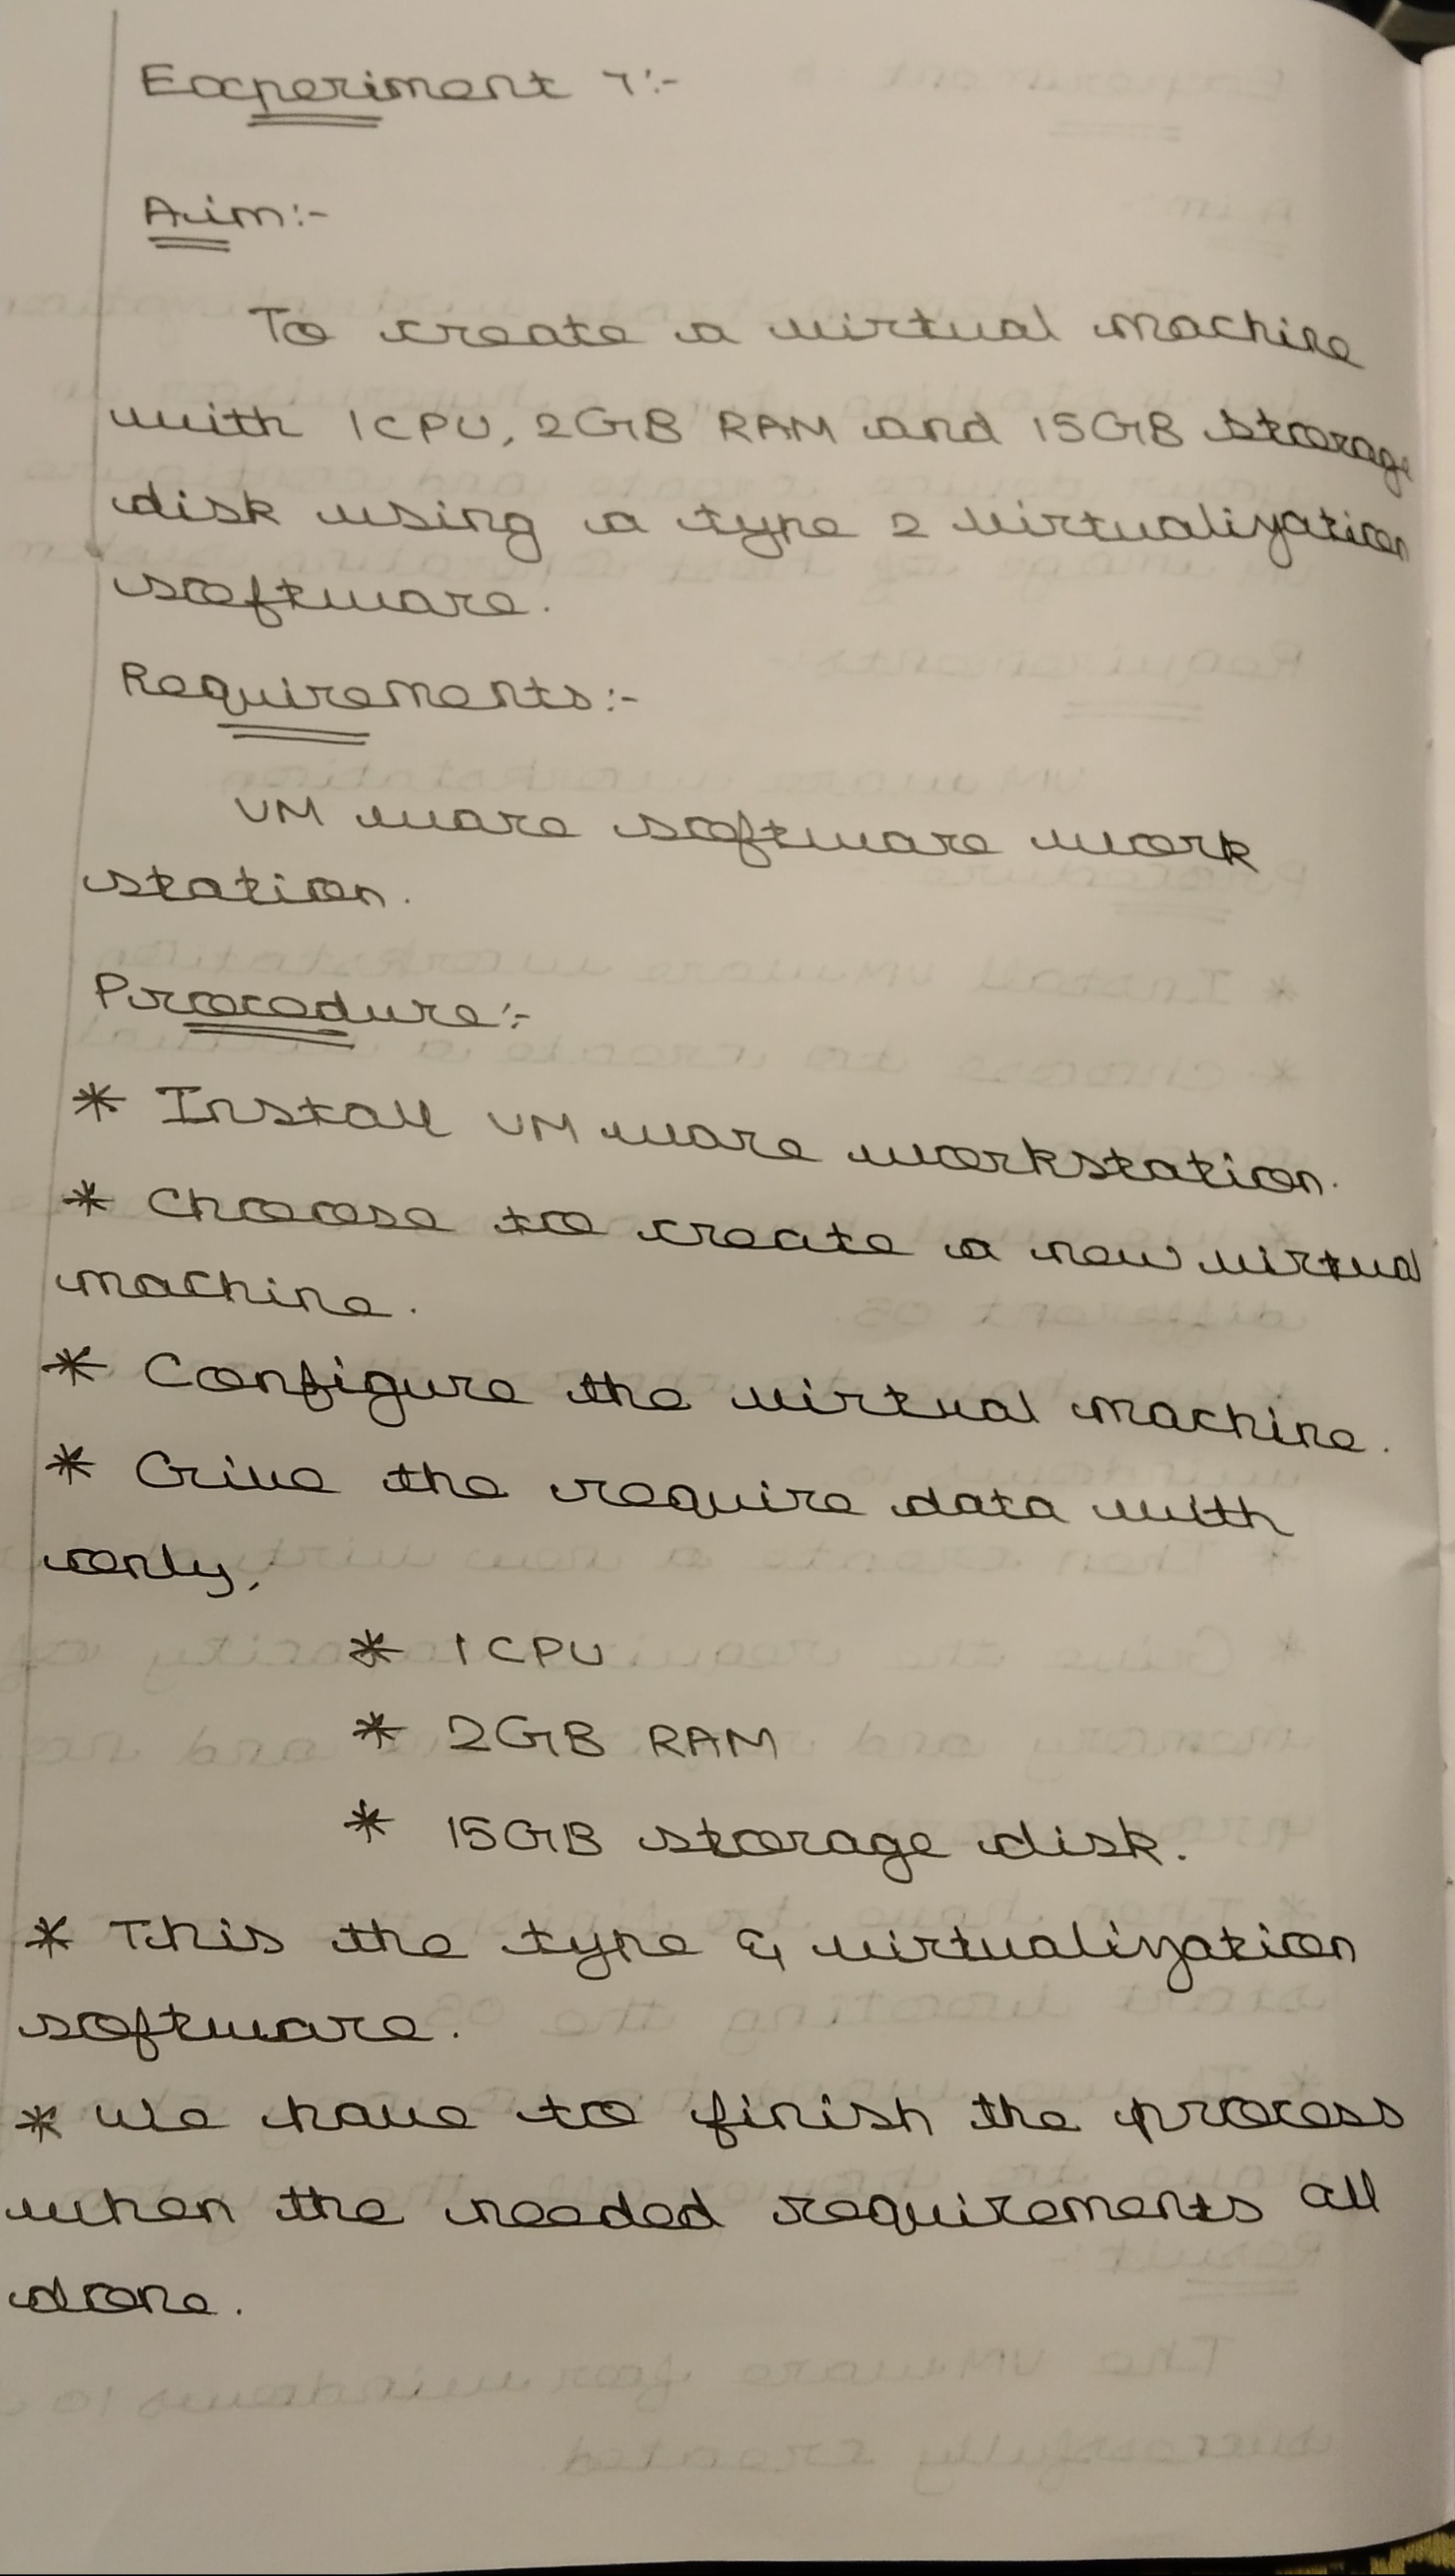 Experiment 7:-
Aim:-
To create a virtual machine
with 1CPU, 2GB RAM and 15GB storage
disk using a type 2 virtualization
software.
Requirements:-
VM ware software work
station.
Procedure:-
* Install VM ware workstation.
* Choose to create a new virtual
machine.
* Configure the virtual machine.
* Give the require data with
only,
* 1 CPU
* 2GB RAM
* 15GB storage disk.
* This the type & virtualization
software.
* We have to finish the process
when the needed requirements all
done.